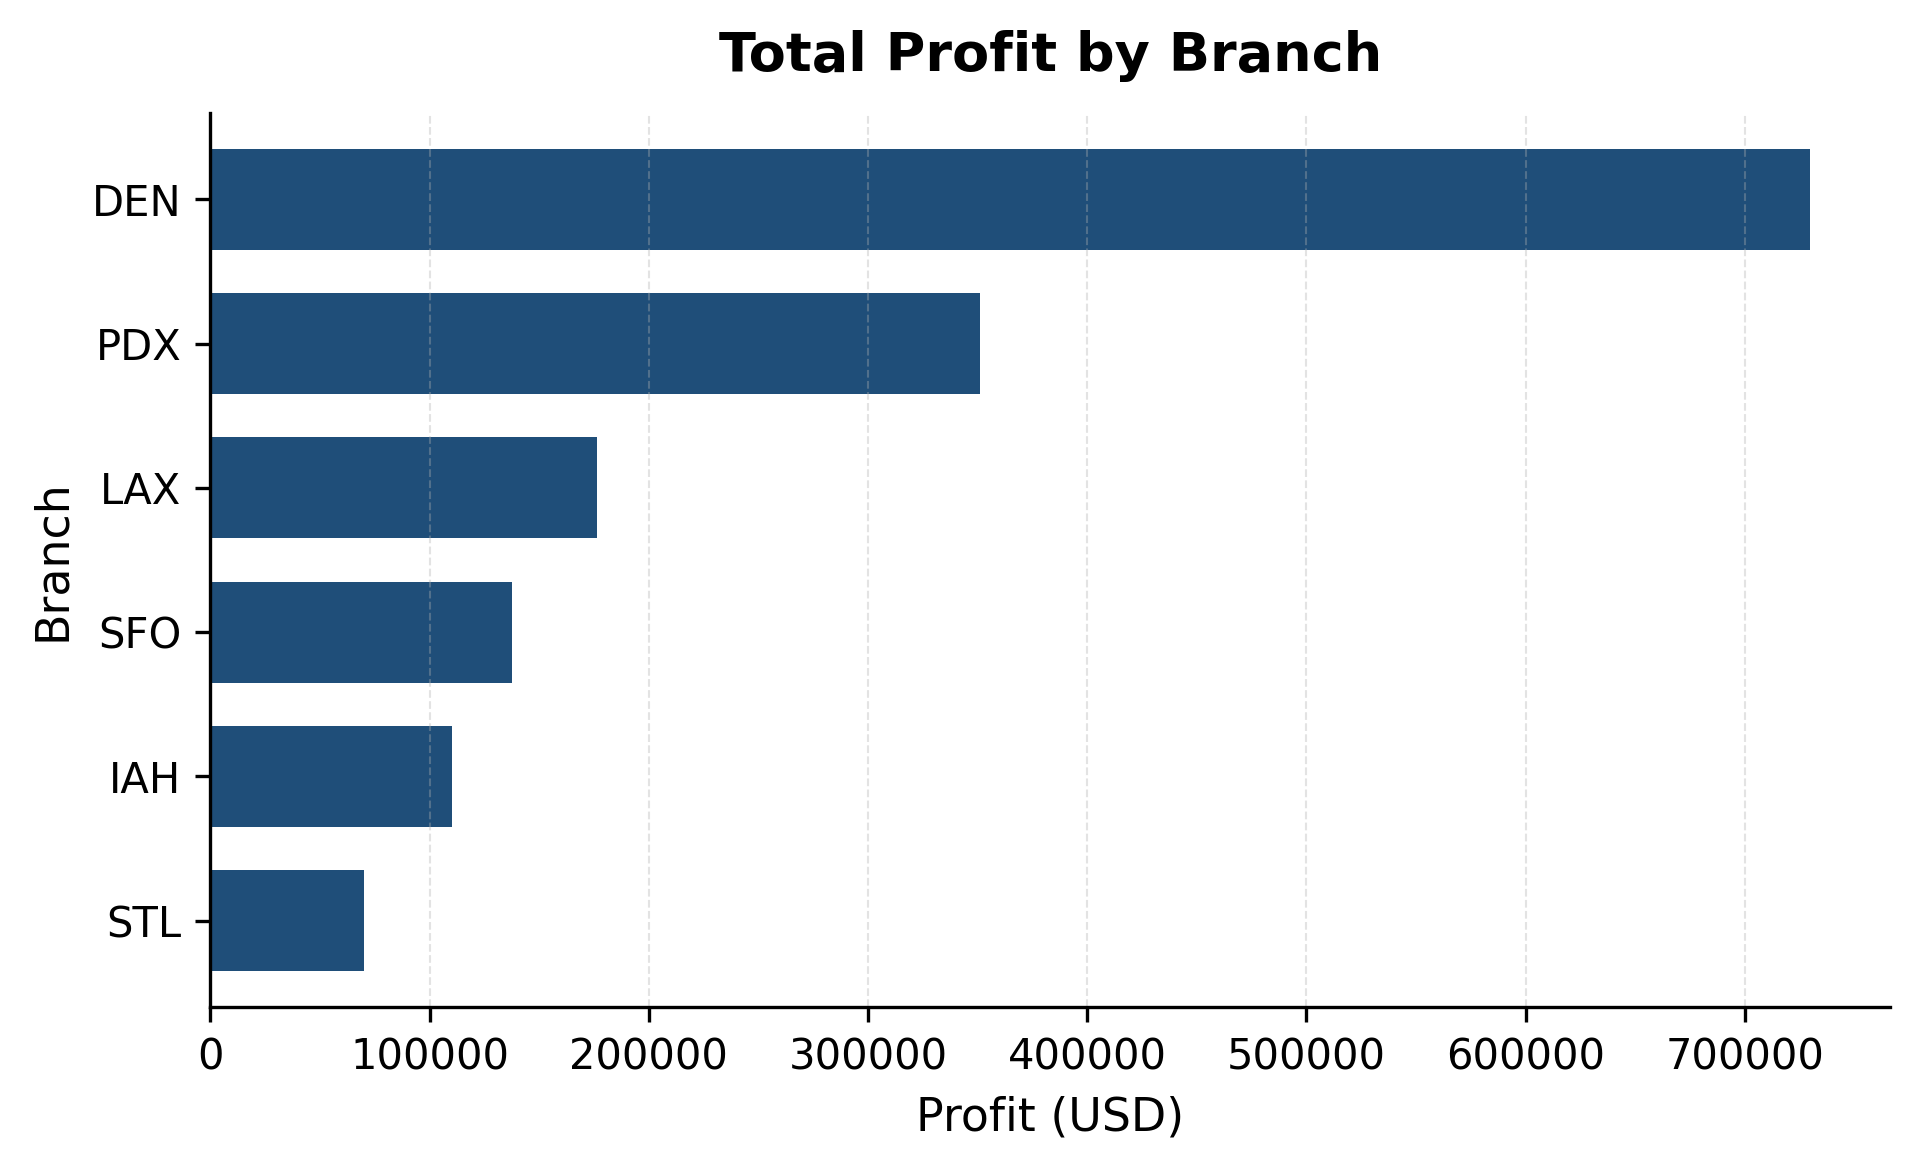 Total Profit by Branch
DEN
PDX
LAX
SFO
IAH
STL
Branch
0 100000 200000 300000 400000 500000 600000 700000
Profit (USD)